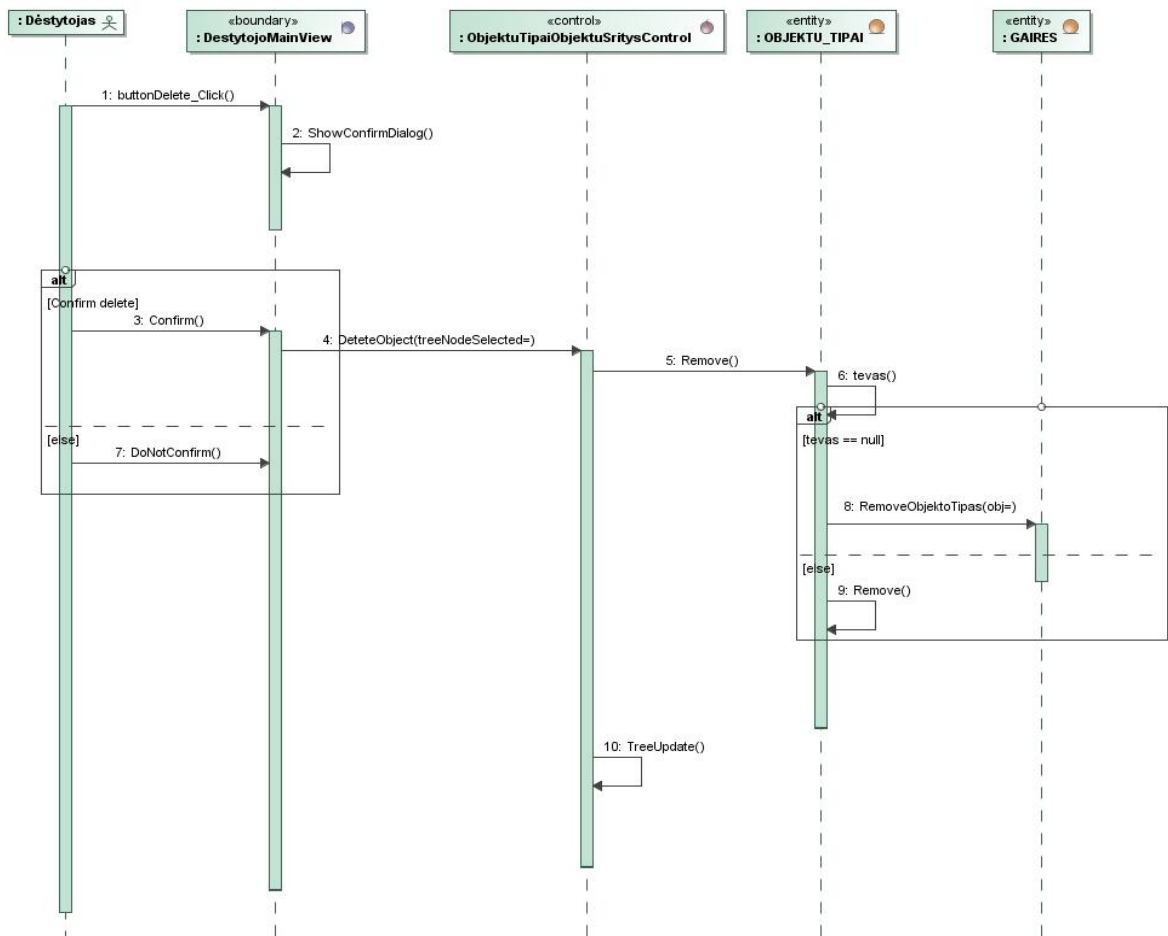 : Dėstytojas
«boundary»
: DestytojoMainView
«control»
: ObjektuTipaiObjektuSritysControl
«entity»
: OBJEKTU_TIPAI
«entity»
: GAIRES
1: buttonDelete_Click()
2: ShowConfirmDialog()
alt
[Confirm delete]
3: Confirm()
4: DeteteObject(treeNodeSelected=)
5: Remove()
6: tevas()
alt
[tevas == null]
[else]
7: DoNotConfirm()
8: RemoveObjektoTipas(obj=)
[else]
9: Remove()
10: TreeUpdate()